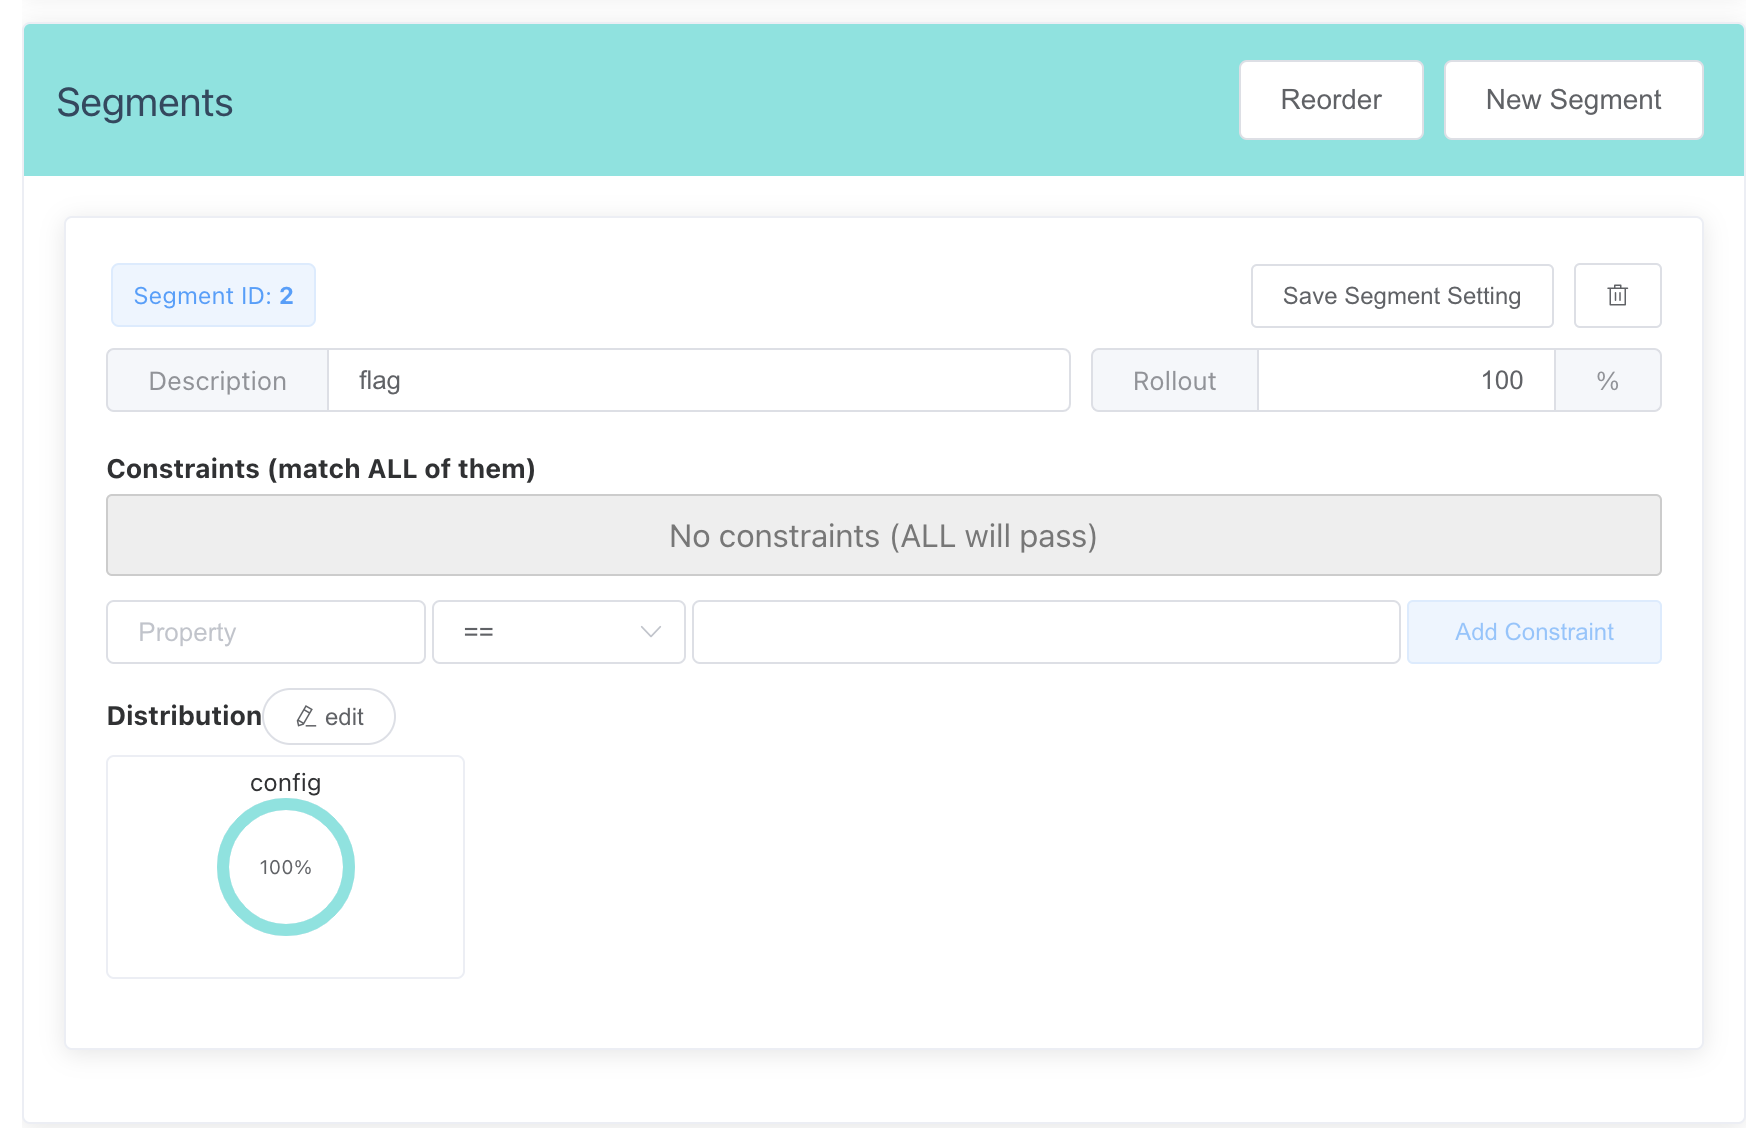 Segments
Reorder
New Segment
Segment ID: 2
Save Segment Setting
Description
flag
Rollout
100
%
Constraints (match ALL of them)
No constraints (ALL will pass)
Property
==
Add Constraint
Distribution
edit
config
100%